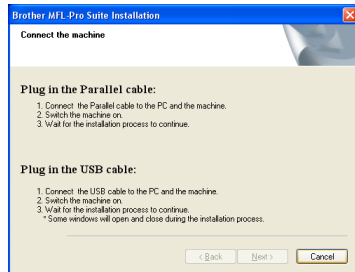 Brother MFL-Pro Suite Installation
Connect the machine
Plug in the Parallel cable:
1. Connect the Parallel cable to the PC and the machine.
2. Switch the machine on.
3. Wait for the installation process to continue.
Plug in the USB cable:
1. Connect the USB cable to the PC and the machine.
2. Switch the machine on.
3. Wait for the installation process to continue.
* Some windows will open and close during the installation process.
< Back Next > Cancel